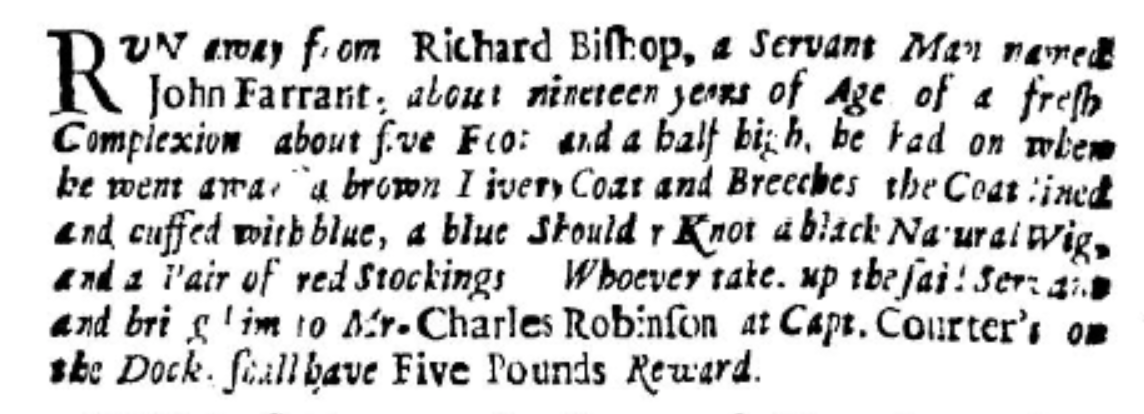 RUN away from Richard Biſhop, a Servant Man named
John Farrant, about nineteen years of Age of a freſh
Complexion about five Foot and a half high, he had on when
he went away a brown Livery Coat and Breeches the Coat lined
and cuffed with blue, a blue Should r Knot a black Natural Wig,
and a Pair of red Stockings Whoever take. up the ſaid Servant
and bring him to Mr. Charles Robinſon at Capt. Courter's on
the Dock. ſhall have Five Pounds Reward.